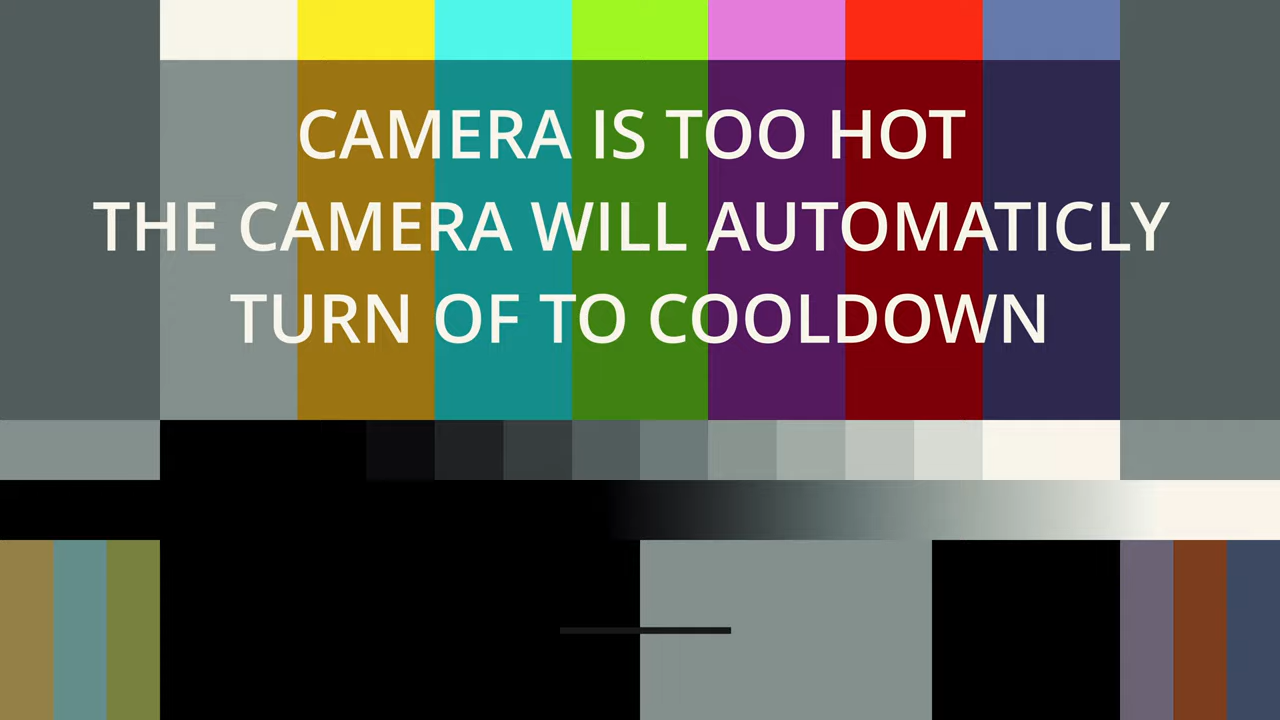 CAMERA IS TOO HOT
THE CAMERA WILL AUTOMATICLY
TURN OF TO COOLDOWN